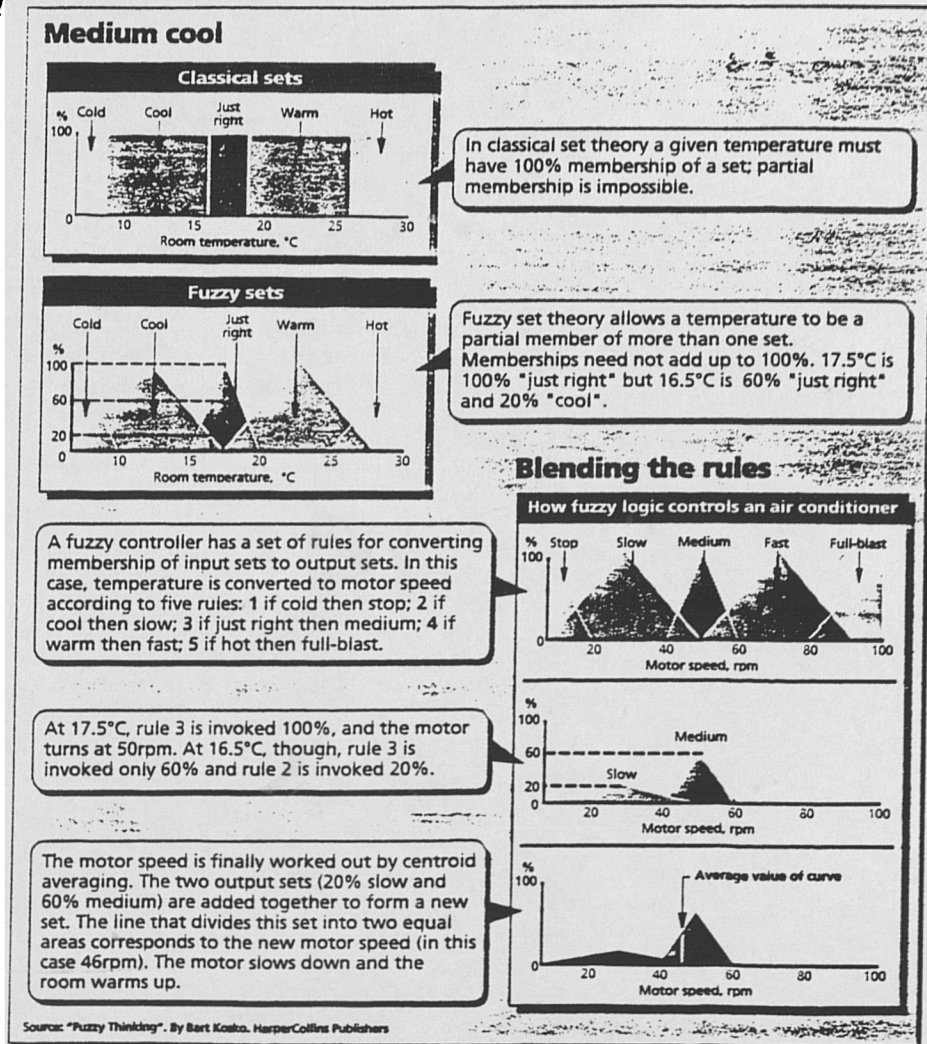 Medium cool
Classical sets
% Cold Cool Just right Warm Hot
100
0
10 15 20 25 30
Room temperature, °C
In classical set theory a given temperature must
have 100% membership of a set; partial
membership is impossible.
Fuzzy sets
Cold Cool Just right Warm Hot
%
100
60
20
0 10 15 20 25 30
Room temperature, °C
Fuzzy set theory allows a temperature to be a
partial member of more than one set.
Memberships need not add up to 100%. 17.5°C is
100% "just right" but 16.5°C is 60% "just right"
and 20% "cool".
Blending the rules
How fuzzy logic controls an air conditioner
% Stop Slow Medium Fast Full-blast
100
0 20 40 60 80 100
Motor speed, rpm
A fuzzy controller has a set of rules for converting
membership of input sets to output sets. In this
case, temperature is converted to motor speed
according to five rules: 1 if cold then stop; 2 if
cool then slow; 3 if just right then medium; 4 if
warm then fast; 5 if hot then full-blast.
%
100
Medium
60
Slow
20
0 20 40 60 80 100
Motor speed, rpm
At 17.5°C, rule 3 is invoked 100%, and the motor
turns at 50rpm. At 16.5°C, though, rule 3 is
invoked only 60% and rule 2 is invoked 20%.
%
100
Average value of curve
0 20 40 60 80 100
Motor speed, rpm
The motor speed is finally worked out by centroid
averaging. The two output sets (20% slow and
60% medium) are added together to form a new
set. The line that divides this set into two equal
areas corresponds to the new motor speed (in this
case 46rpm). The motor slows down and the
room warms up.
Source: "Fuzzy Thinking". By Bart Kosko. HarperCollins Publishers